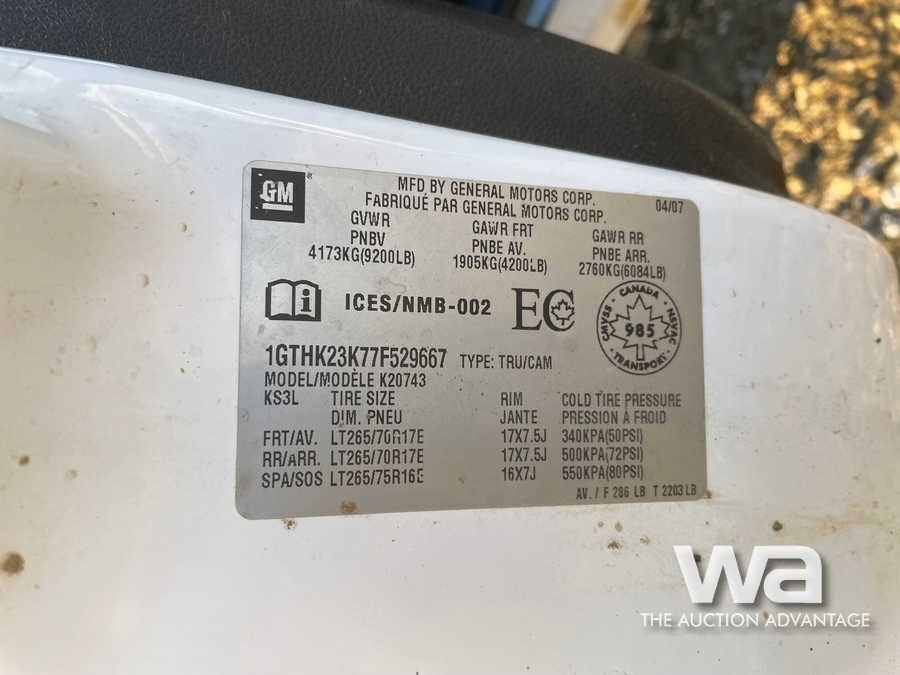 GM
MFD BY GENERAL MOTORS CORP. 04/07
FABRIQUÉ PAR GENERAL MOTORS CORP.
GVWR GAWR FRT GAWR RR
PNBV PNBE AV. PNBE ARR.
4173KG(9200LB) 1905KG(4200LB) 2760KG(6084LB)
ICES/NMB-002 EC
CANADA
CMVSS 985 NSVAC
TRANSPORT
1GTHK23K77F529667 TYPE: TRU/CAM
MODEL/MODÈLE K20743
KS3L TIRE SIZE RIM COLD TIRE PRESSURE
DIM. PNEU JANTE PRESSION À FROID
FRT/AV. LT265/70R17E 17X7.5J 340KPA(50PSI)
RR/ARR. LT265/70R17E 17X7.5J 500KPA(72PSI)
SPA/SOS LT265/75R16E 16X7J 550KPA(80PSI)
AV. / F 286 LB T 2203 LB
wa
THE AUCTION ADVANTAGE